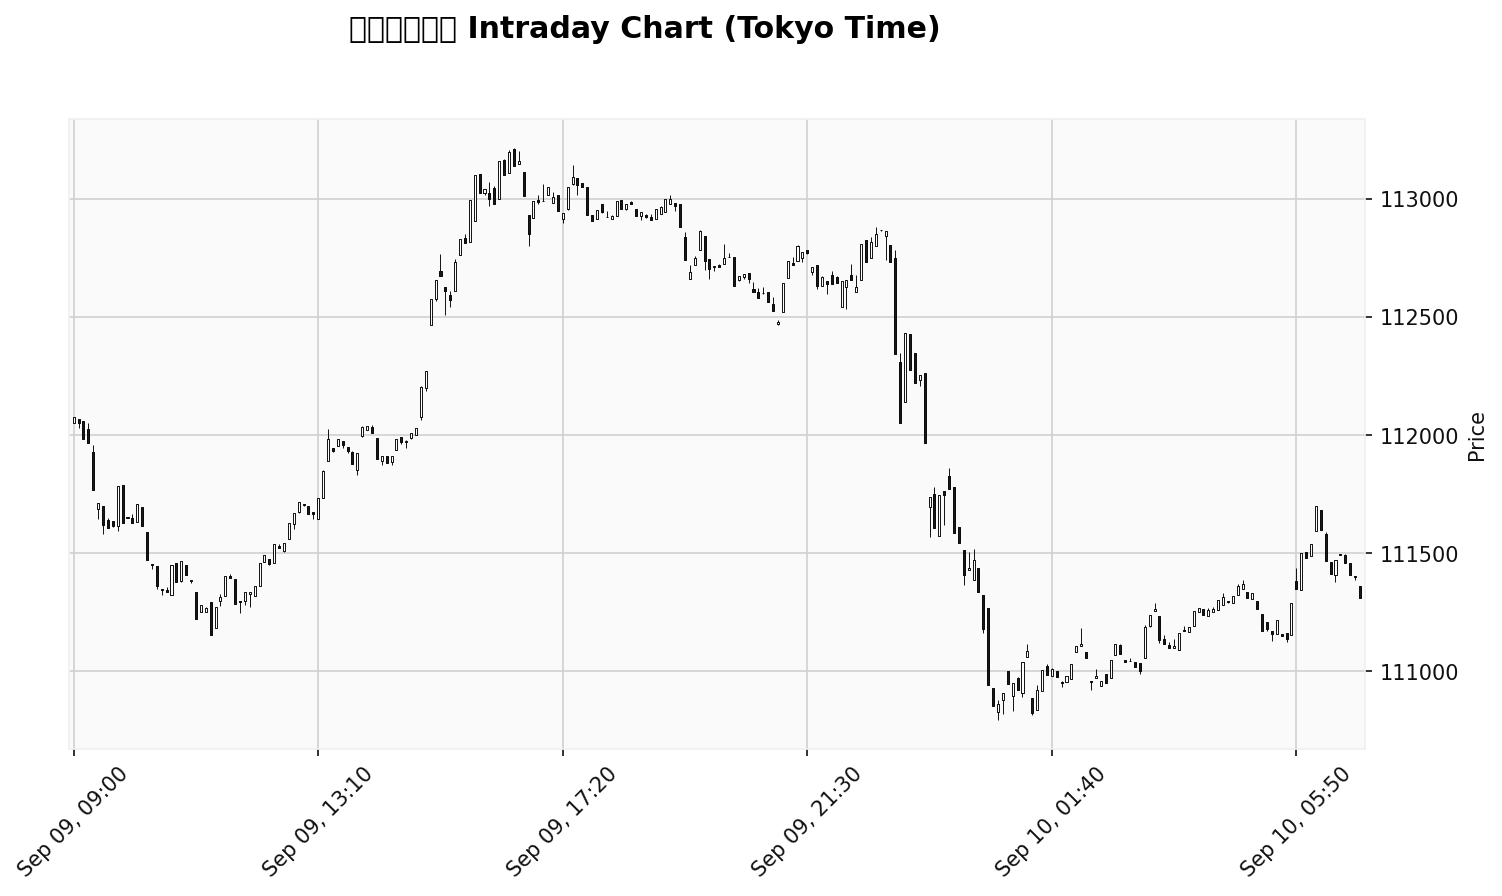 Intraday Chart (Tokyo Time)
113000
112500
112000
111500
111000
Price
Sep 09, 09:00
Sep 09, 13:10
Sep 09, 17:20
Sep 09, 21:30
Sep 10, 01:40
Sep 10, 05:50